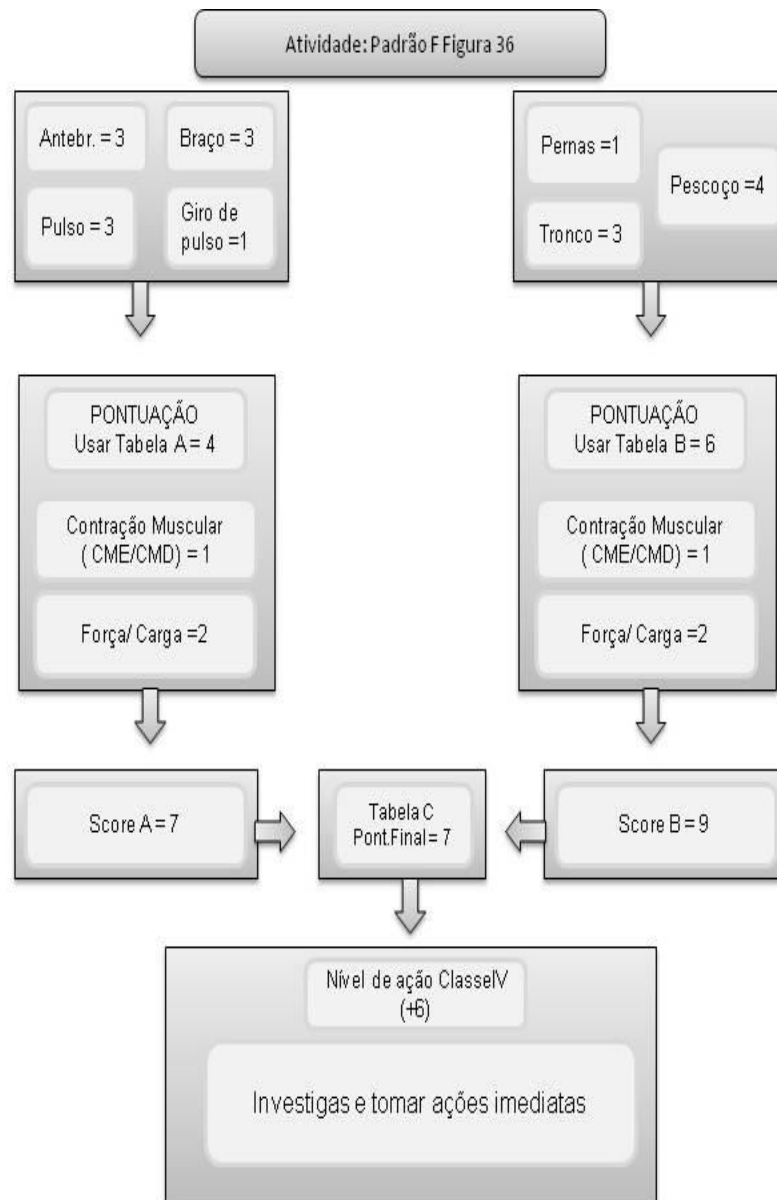 Atividade: Padrão F Figura 36
Antebr. = 3
Braço = 3
Pulso = 3
Giro de
pulso =1
Pernas =1
Pescoço =4
Tronco = 3
PONTUAÇÃO
Usar Tabela A = 4
Contração Muscular
( CME/CMD) = 1
Força/ Carga =2
PONTUAÇÃO
Usar Tabela B = 6
Contração Muscular
( CME/CMD) = 1
Força/ Carga =2
Score A = 7
Tabela C
Pont.Final = 7
Score B = 9
Nível de ação ClasseIV
(+6)
Investigas e tomar ações imediatas